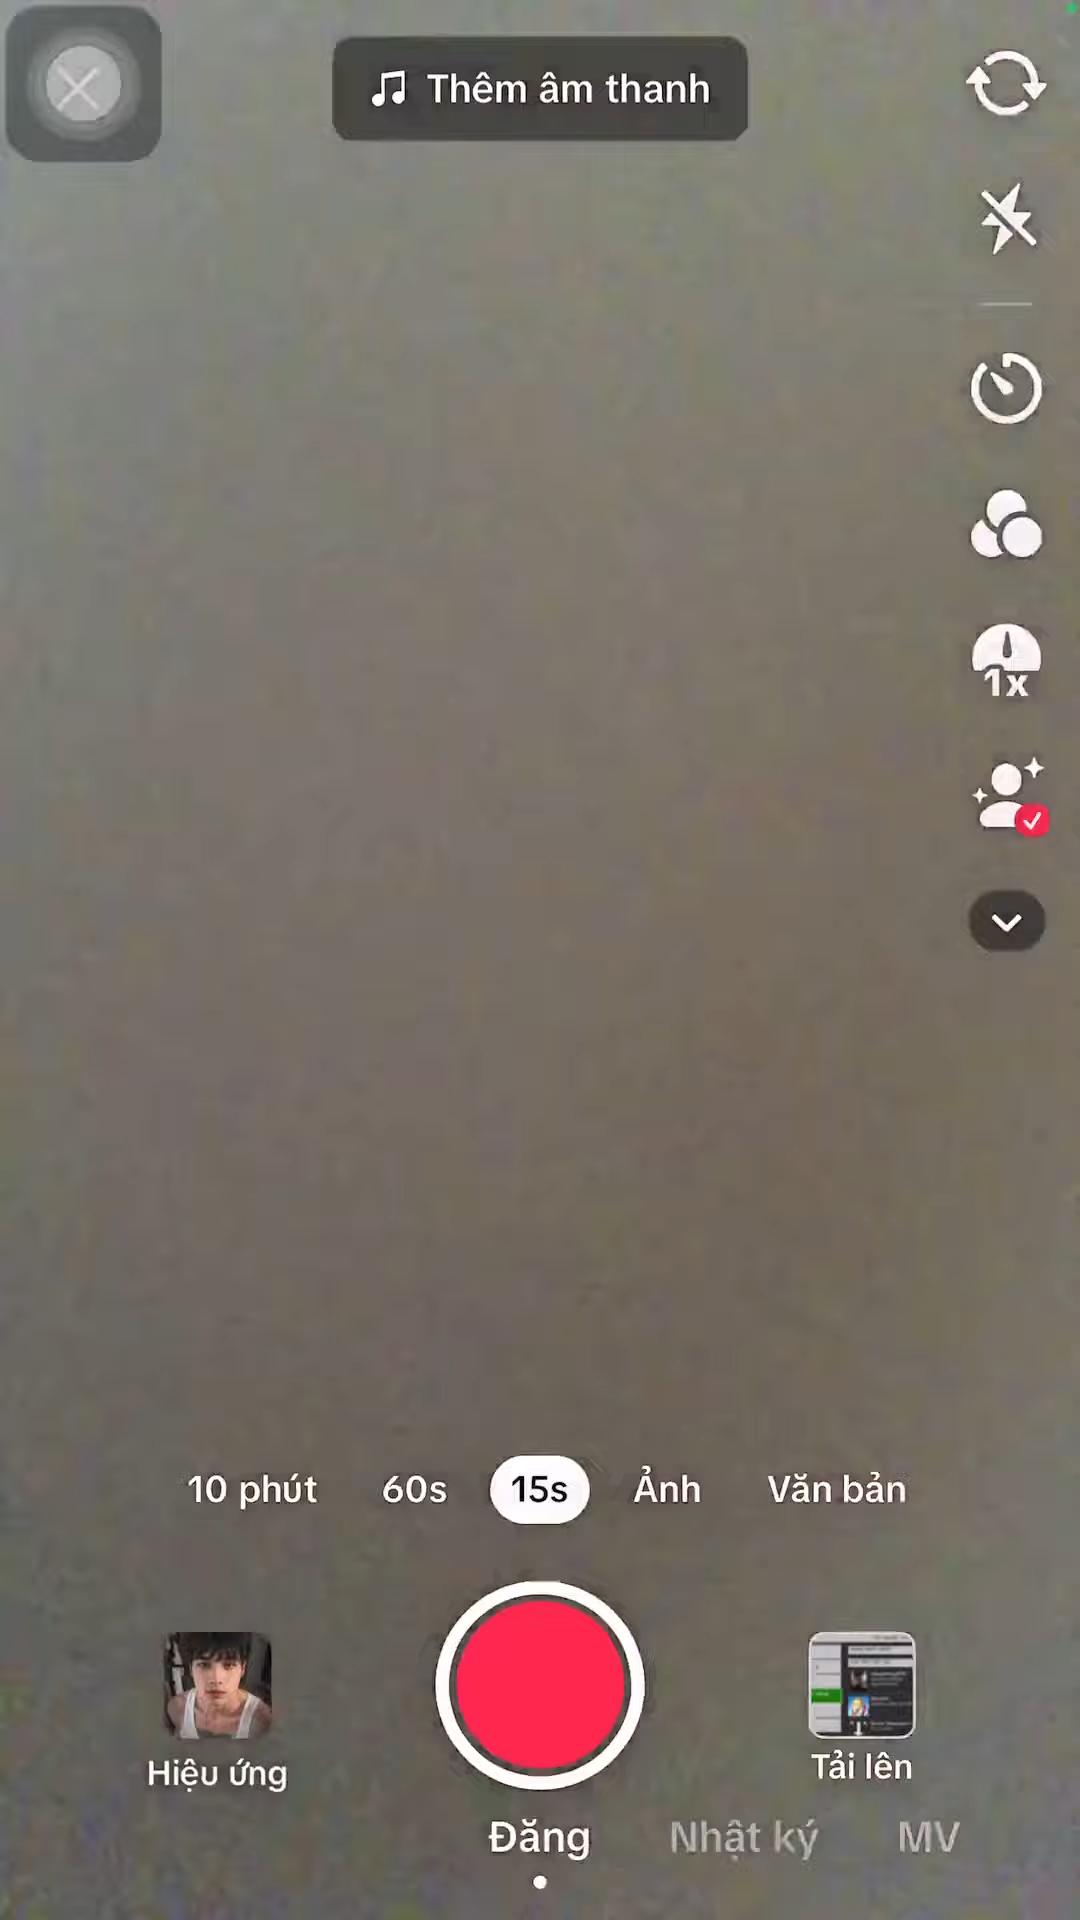 Thêm âm thanh
1x
10 phút 60s 15s Ảnh Văn bản
Hiệu ứng
Tải lên
Đăng Nhật ký MV